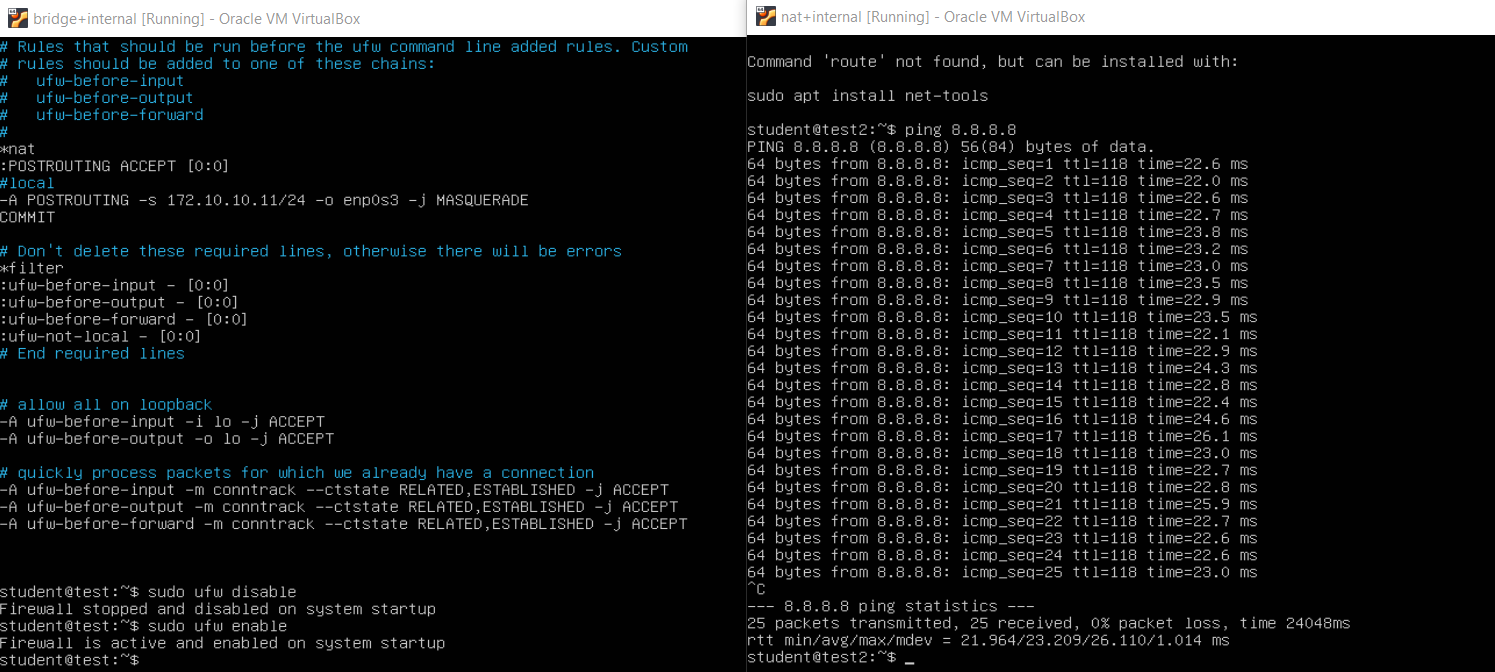 bridge+internal [Running] - Oracle VM VirtualBox
# Rules that should be run before the ufw command line added rules. Custom
# rules should be added to one of these chains:
#   ufw-before-input
#   ufw-before-output
#   ufw-before-forward
#
*nat
:POSTROUTING ACCEPT [0:0]
#local
-A POSTROUTING -s 172.10.10.11/24 -o enp0s3 -j MASQUERADE
COMMIT
# Don't delete these required lines, otherwise there will be errors
*filter
:ufw-before-input - [0:0]
:ufw-before-output - [0:0]
:ufw-before-forward - [0:0]
:ufw-not-local - [0:0]
# End required lines
# allow all on loopback
-A ufw-before-input -i lo -j ACCEPT
-A ufw-before-output -o lo -j ACCEPT
# quickly process packets for which we already have a connection
-A ufw-before-input -m conntrack --ctstate RELATED,ESTABLISHED -j ACCEPT
-A ufw-before-output -m conntrack --ctstate RELATED,ESTABLISHED -j ACCEPT
-A ufw-before-forward -m conntrack --ctstate RELATED,ESTABLISHED -j ACCEPT
student@test:~$ sudo ufw disable
Firewall stopped and disabled on system startup
student@test:~$ sudo ufw enable
Firewall is active and enabled on system startup
student@test:~$
nat+internal [Running] - Oracle VM VirtualBox
Command 'route' not found, but can be installed with:
sudo apt install net-tools
student@test2:~$ ping 8.8.8.8
PING 8.8.8.8 (8.8.8.8) 56(84) bytes of data.
64 bytes from 8.8.8.8: icmp_seq=1 ttl=118 time=22.6 ms
64 bytes from 8.8.8.8: icmp_seq=2 ttl=118 time=22.0 ms
64 bytes from 8.8.8.8: icmp_seq=3 ttl=118 time=22.6 ms
64 bytes from 8.8.8.8: icmp_seq=4 ttl=118 time=22.7 ms
64 bytes from 8.8.8.8: icmp_seq=5 ttl=118 time=23.8 ms
64 bytes from 8.8.8.8: icmp_seq=6 ttl=118 time=23.2 ms
64 bytes from 8.8.8.8: icmp_seq=7 ttl=118 time=23.0 ms
64 bytes from 8.8.8.8: icmp_seq=8 ttl=118 time=23.5 ms
64 bytes from 8.8.8.8: icmp_seq=9 ttl=118 time=22.9 ms
64 bytes from 8.8.8.8: icmp_seq=10 ttl=118 time=23.5 ms
64 bytes from 8.8.8.8: icmp_seq=11 ttl=118 time=22.1 ms
64 bytes from 8.8.8.8: icmp_seq=12 ttl=118 time=22.9 ms
64 bytes from 8.8.8.8: icmp_seq=13 ttl=118 time=24.3 ms
64 bytes from 8.8.8.8: icmp_seq=14 ttl=118 time=22.8 ms
64 bytes from 8.8.8.8: icmp_seq=15 ttl=118 time=22.4 ms
64 bytes from 8.8.8.8: icmp_seq=16 ttl=118 time=24.6 ms
64 bytes from 8.8.8.8: icmp_seq=17 ttl=118 time=26.1 ms
64 bytes from 8.8.8.8: icmp_seq=18 ttl=118 time=23.0 ms
64 bytes from 8.8.8.8: icmp_seq=19 ttl=118 time=22.7 ms
64 bytes from 8.8.8.8: icmp_seq=20 ttl=118 time=22.8 ms
64 bytes from 8.8.8.8: icmp_seq=21 ttl=118 time=25.9 ms
64 bytes from 8.8.8.8: icmp_seq=22 ttl=118 time=22.7 ms
64 bytes from 8.8.8.8: icmp_seq=23 ttl=118 time=22.6 ms
64 bytes from 8.8.8.8: icmp_seq=24 ttl=118 time=22.6 ms
64 bytes from 8.8.8.8: icmp_seq=25 ttl=118 time=23.0 ms
^C
--- 8.8.8.8 ping statistics ---
25 packets transmitted, 25 received, 0% packet loss, time 24048ms
rtt min/avg/max/mdev = 21.964/23.209/26.110/1.014 ms
student@test2:~$ _